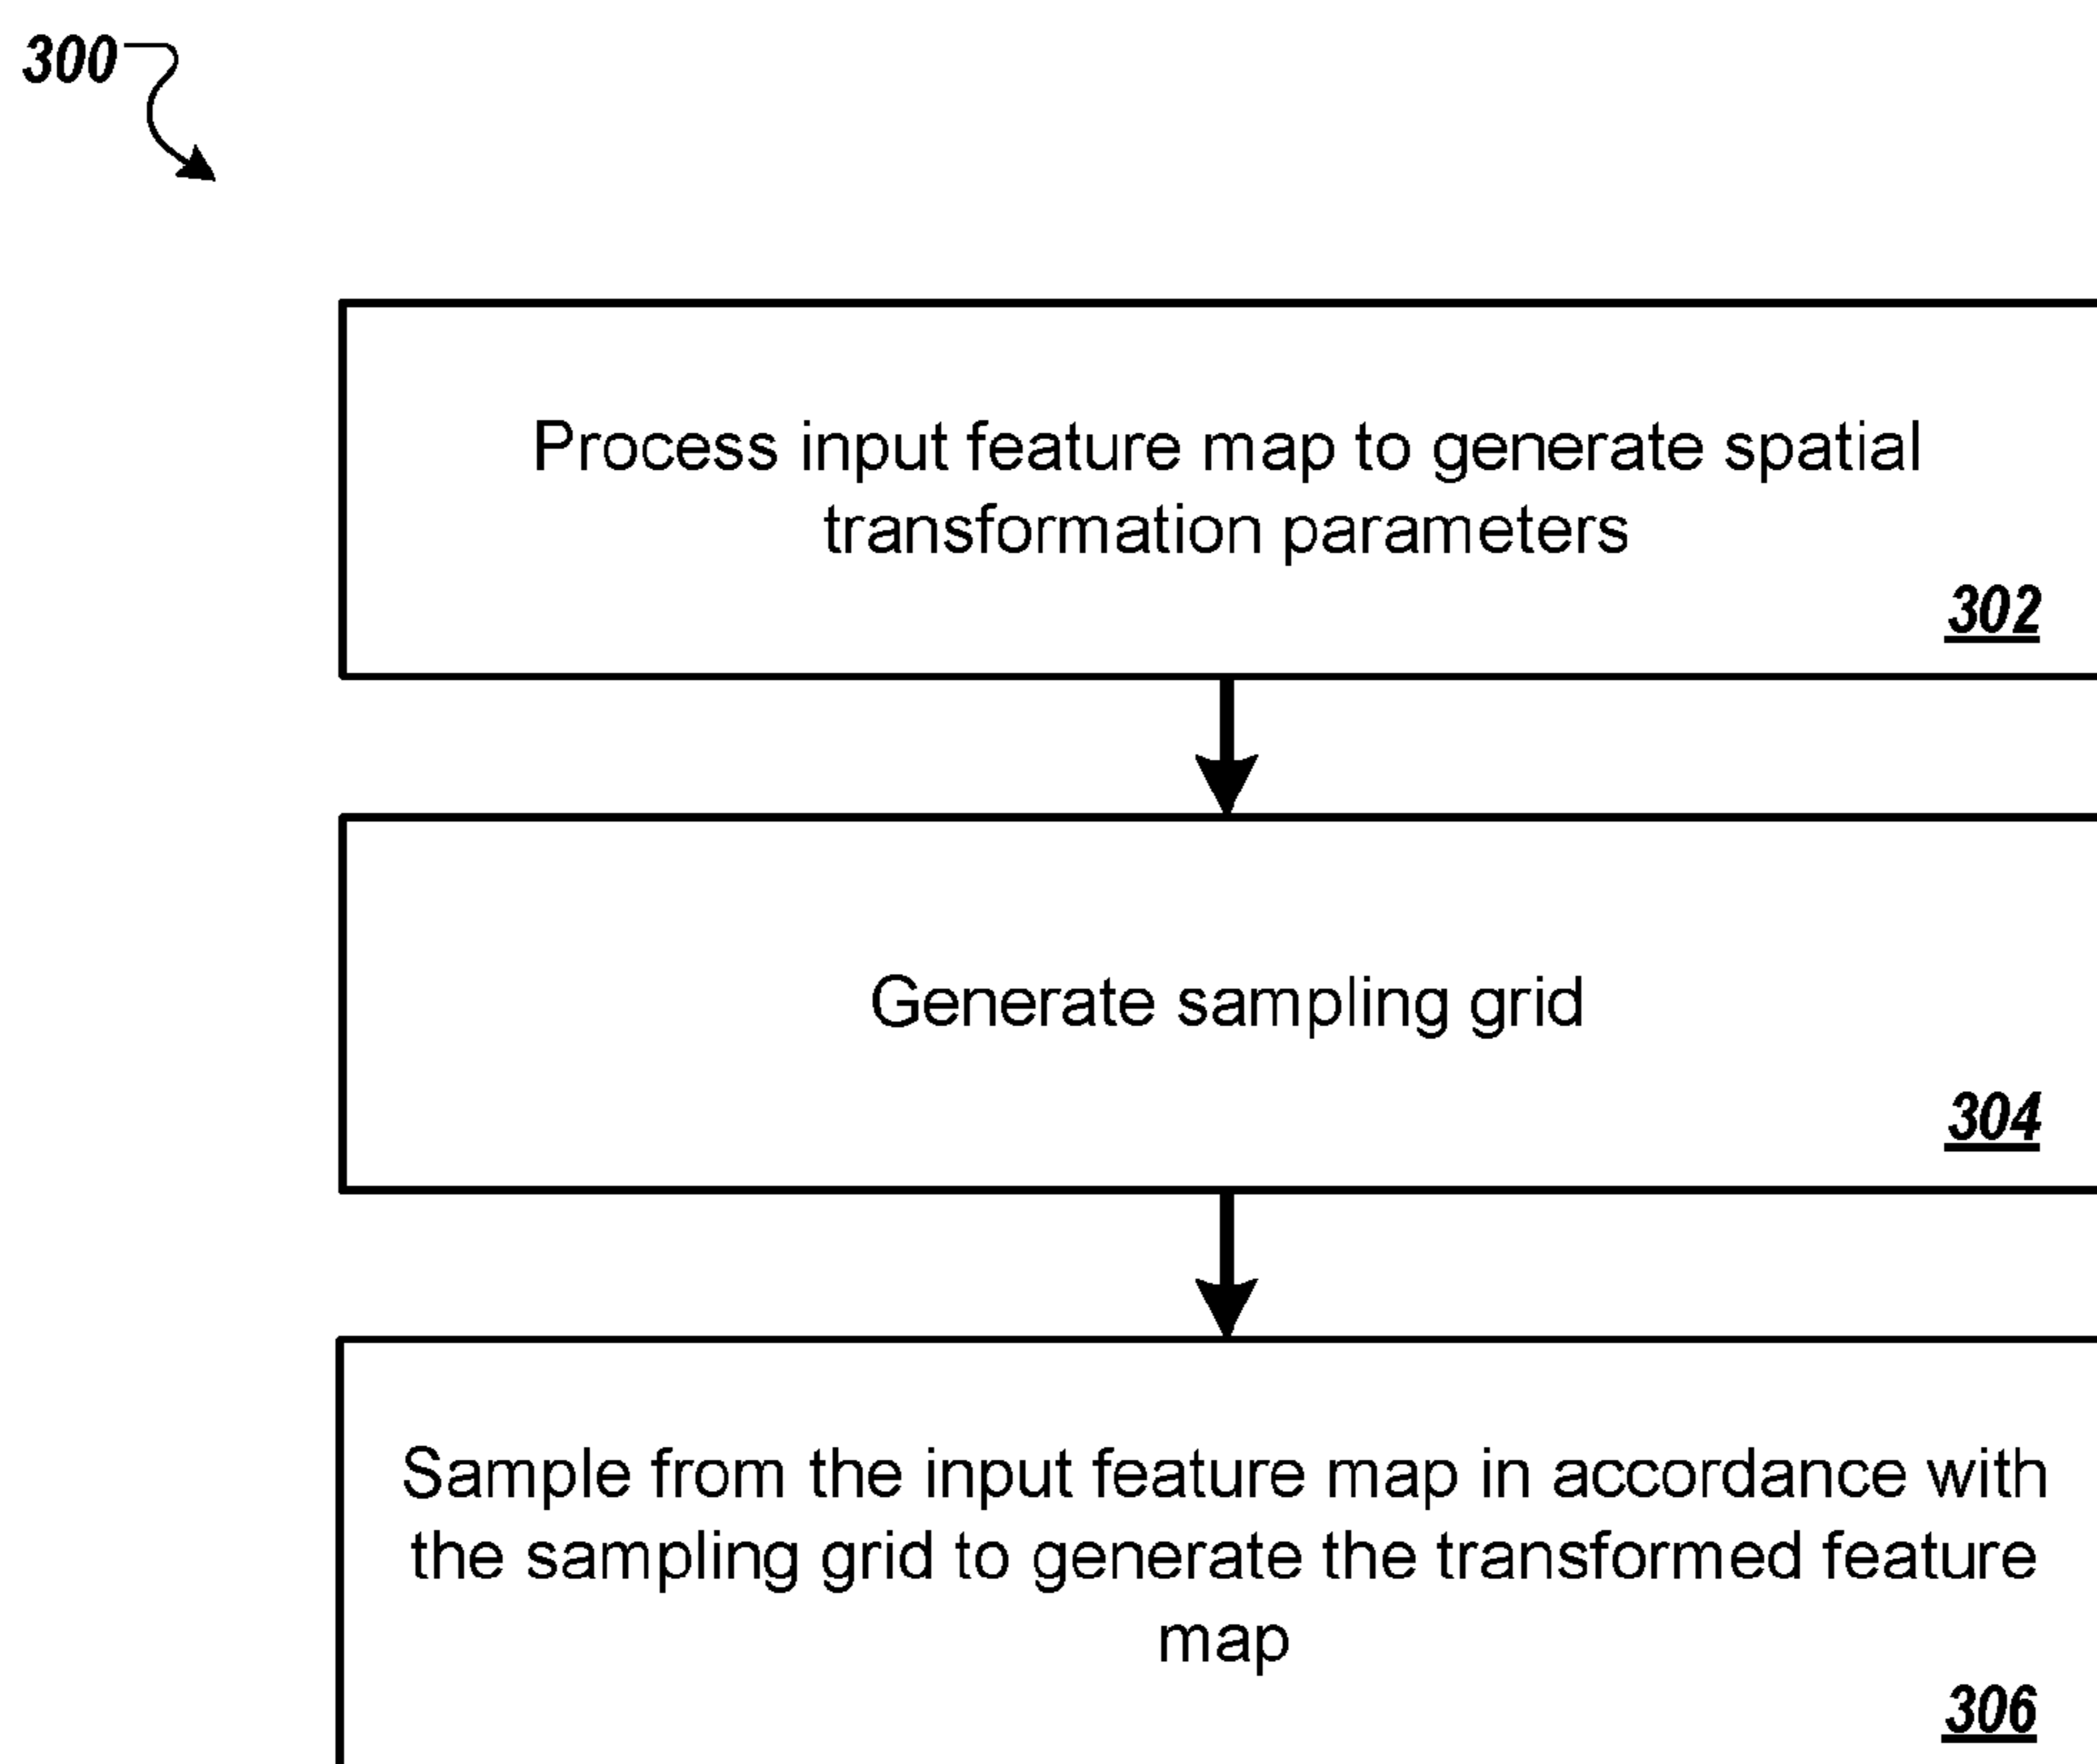 300
Process input feature map to generate spatial
transformation parameters
302
Generate sampling grid
304
Sample from the input feature map in accordance with
the sampling grid to generate the transformed feature
map
306